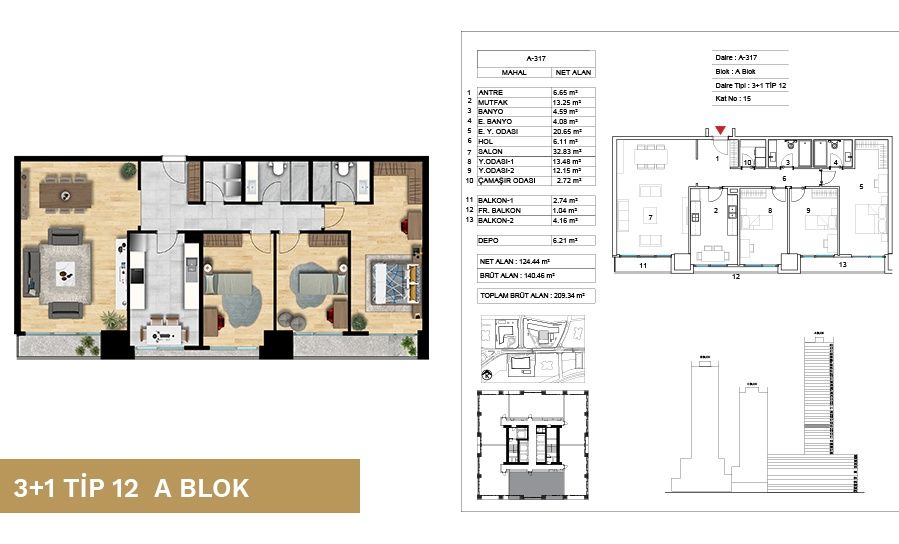 A-317
MAHAL NET ALAN
1 ANTRE 6.65 m²
2 MUTFAK 13.25 m²
3 BANYO 4.59 m²
4 E. BANYO 4.08 m²
5 E. Y. ODASI 20.65 m²
6 HOL 6.11 m²
7 SALON 32.83 m²
8 Y.ODASI-1 13.48 m²
9 Y.ODASI-2 12.15 m²
10 ÇAMAŞIR ODASI 2.72 m²
11 BALKON-1 2.74 m²
12 FR. BALKON 1.04 m²
13 BALKON-2 4.16 m²
DEPO 6.21 m²
NET ALAN : 124.44 m²
BRÜT ALAN : 140.46 m²
TOPLAM BRÜT ALAN : 209.34 m²
Daire : A-317
Blok : A Blok
Daire Tipi : 3+1 TİP 12
Kat No : 15
1
10
3
4
6
5
7
2
8
9
11
12
13
A BLOK
3+1 TİP 12 A BLOK